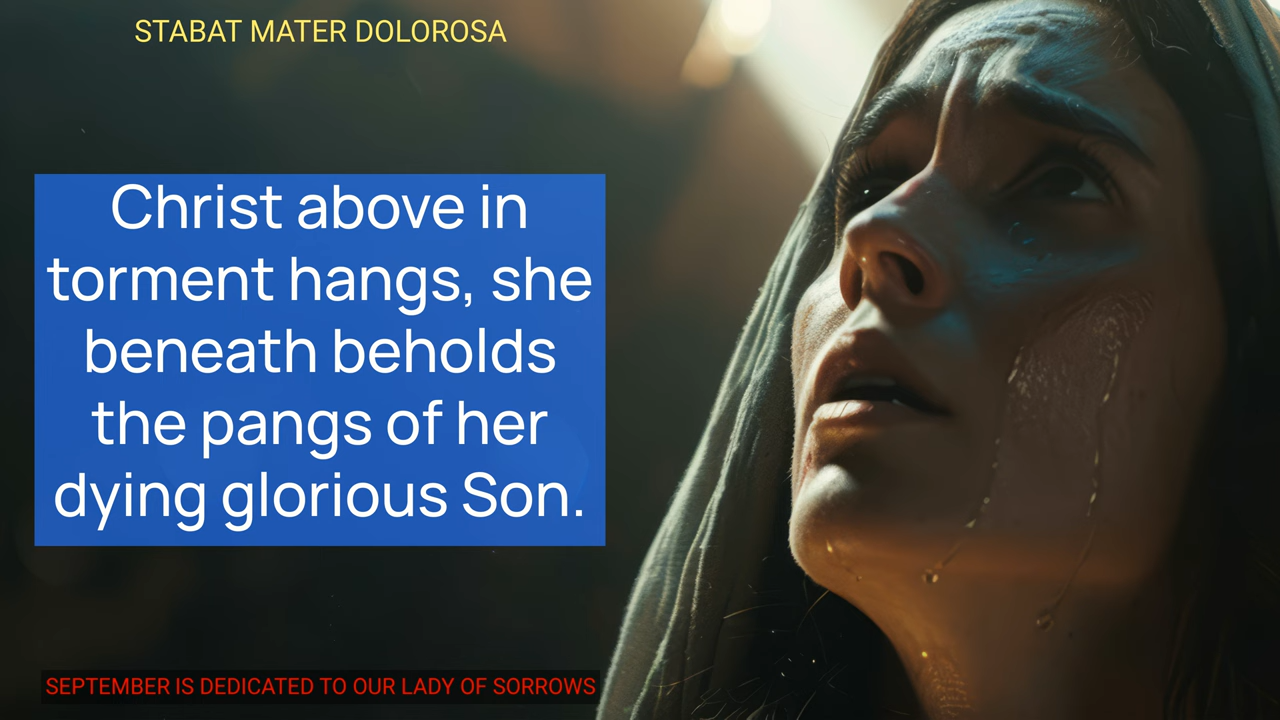 STABAT MATER DOLOROSA
Christ above in
torment hangs, she
beneath beholds
the pangs of her
dying glorious Son.
SEPTEMBER IS DEDICATED TO OUR LADY OF SORROWS